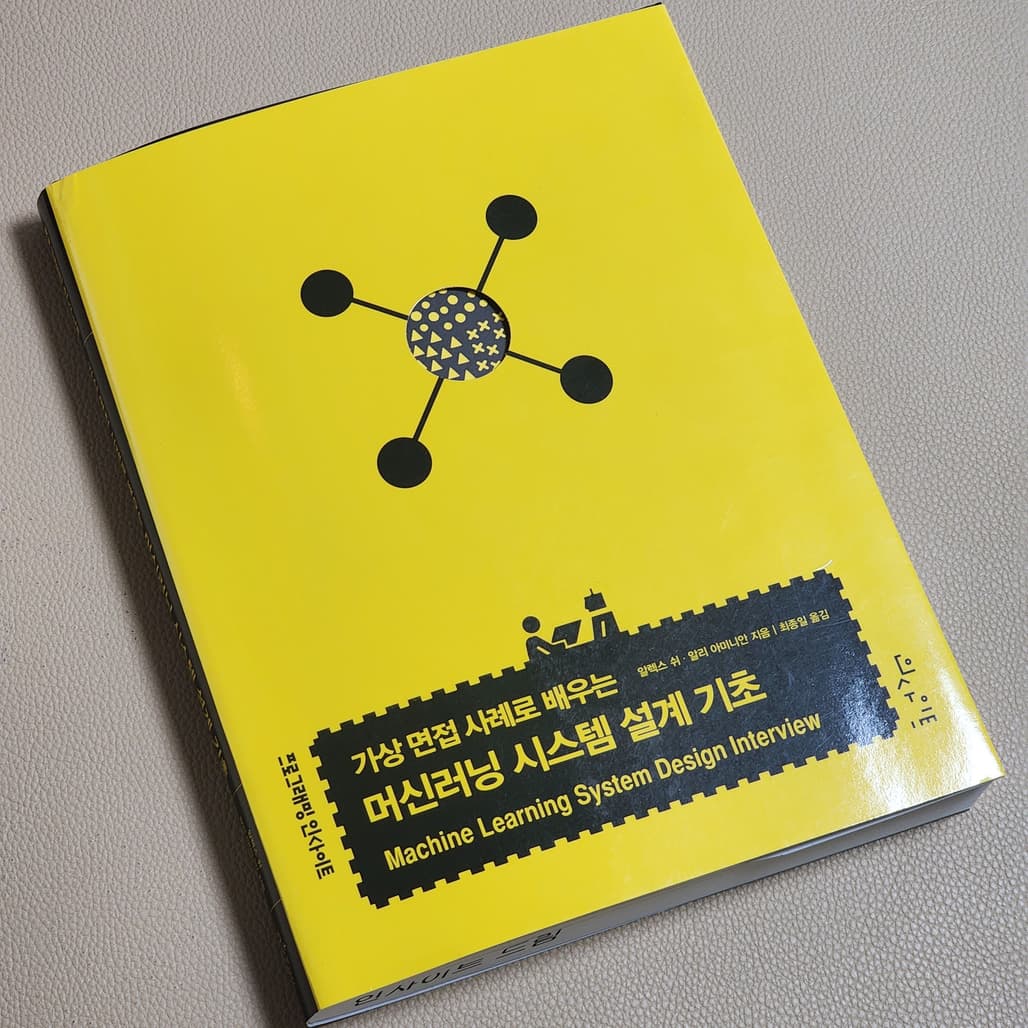 알렉스 쉬 · 알리 아미니안 지음 | 최종일 옮김
가상 면접 사례로 배우는
머신러닝 시스템 설계 기초
Machine Learning System Design Interview
인사이트
프로그래밍 인사이트